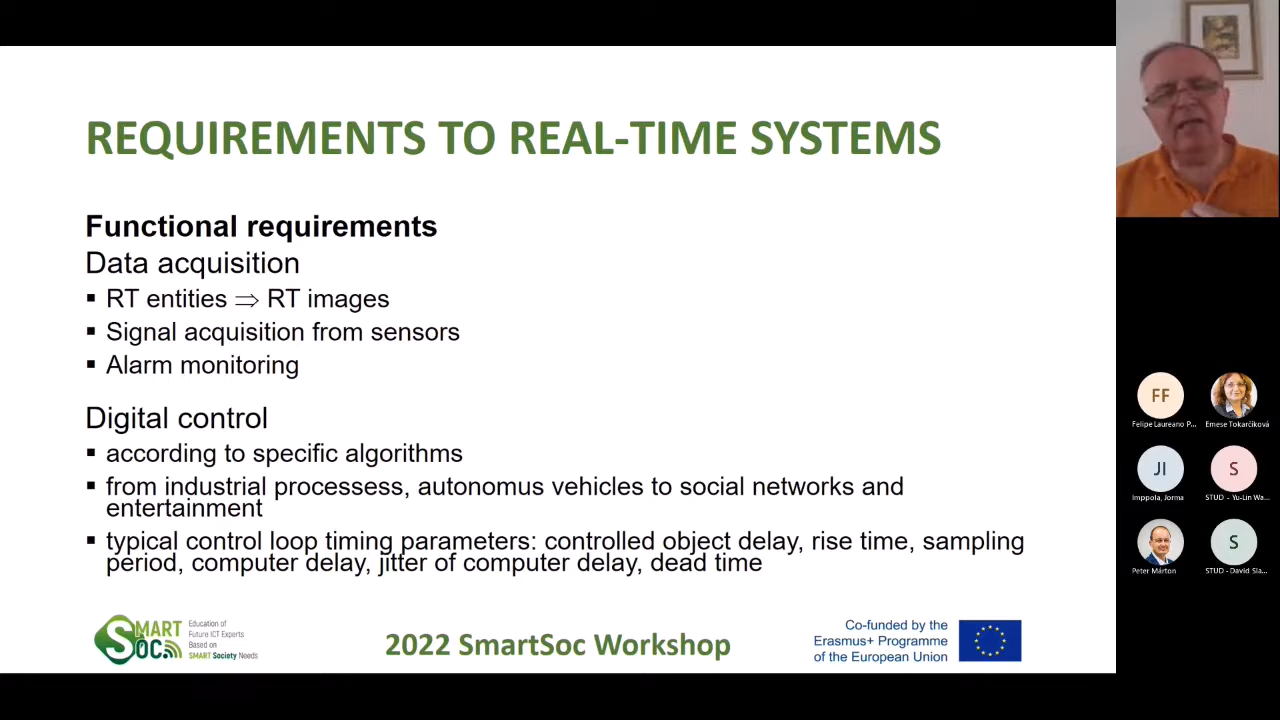 REQUIREMENTS TO REAL-TIME SYSTEMS
Functional requirements
Data acquisition
▪ RT entities ⇒ RT images
▪ Signal acquisition from sensors
▪ Alarm monitoring
Digital control
▪ according to specific algorithms
▪ from industrial processess, autonomus vehicles to social networks and
entertainment
▪ typical control loop timing parameters: controlled object delay, rise time, sampling
period, computer delay, jitter of computer delay, dead time
SMART
SOC
Education of
Future ICT Experts
Based on
SMART Society Needs
2022 SmartSoc Workshop
Co-funded by the
Erasmus+ Programme
of the European Union
FF
Felipe Laureano P...
Emese Tokarčíková
JI
Imppola, Jorma
S
STUD - Yu-Lin Wa...
Peter Márton
S
STUD - David Sla...